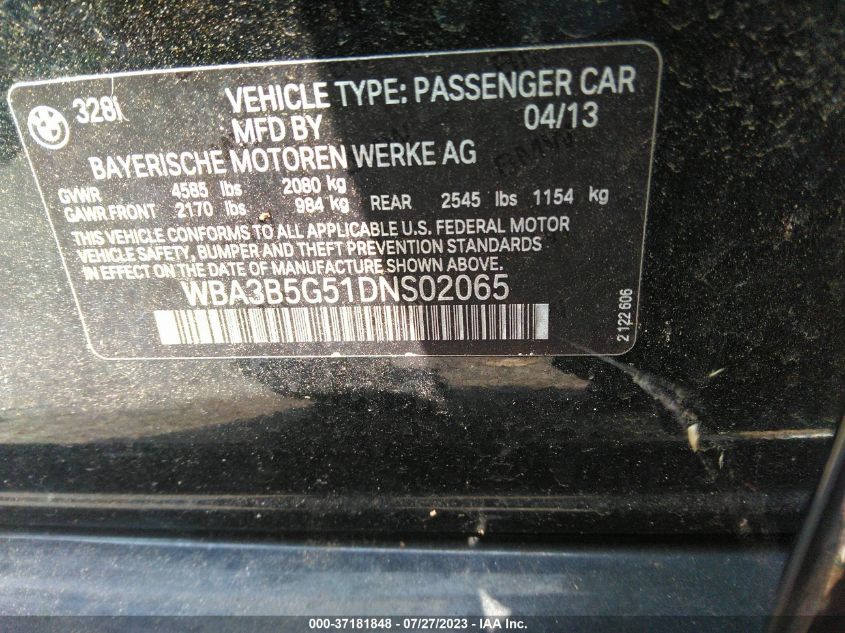 BMW
328i VEHICLE TYPE: PASSENGER CAR
MFD BY 04/13
BAYERISCHE MOTOREN WERKE AG
GVWR 4585 lbs 2080 kg
GAWR FRONT 2170 lbs 984 kg REAR 2545 lbs 1154 kg
THIS VEHICLE CONFORMS TO ALL APPLICABLE U.S. FEDERAL MOTOR
VEHICLE SAFETY, BUMPER AND THEFT PREVENTION STANDARDS
IN EFFECT ON THE DATE OF MANUFACTURE SHOWN ABOVE.
WBA3B5G51DNS02065
2 122 606
000-37181848 - 07/27/2023 - IAA Inc.